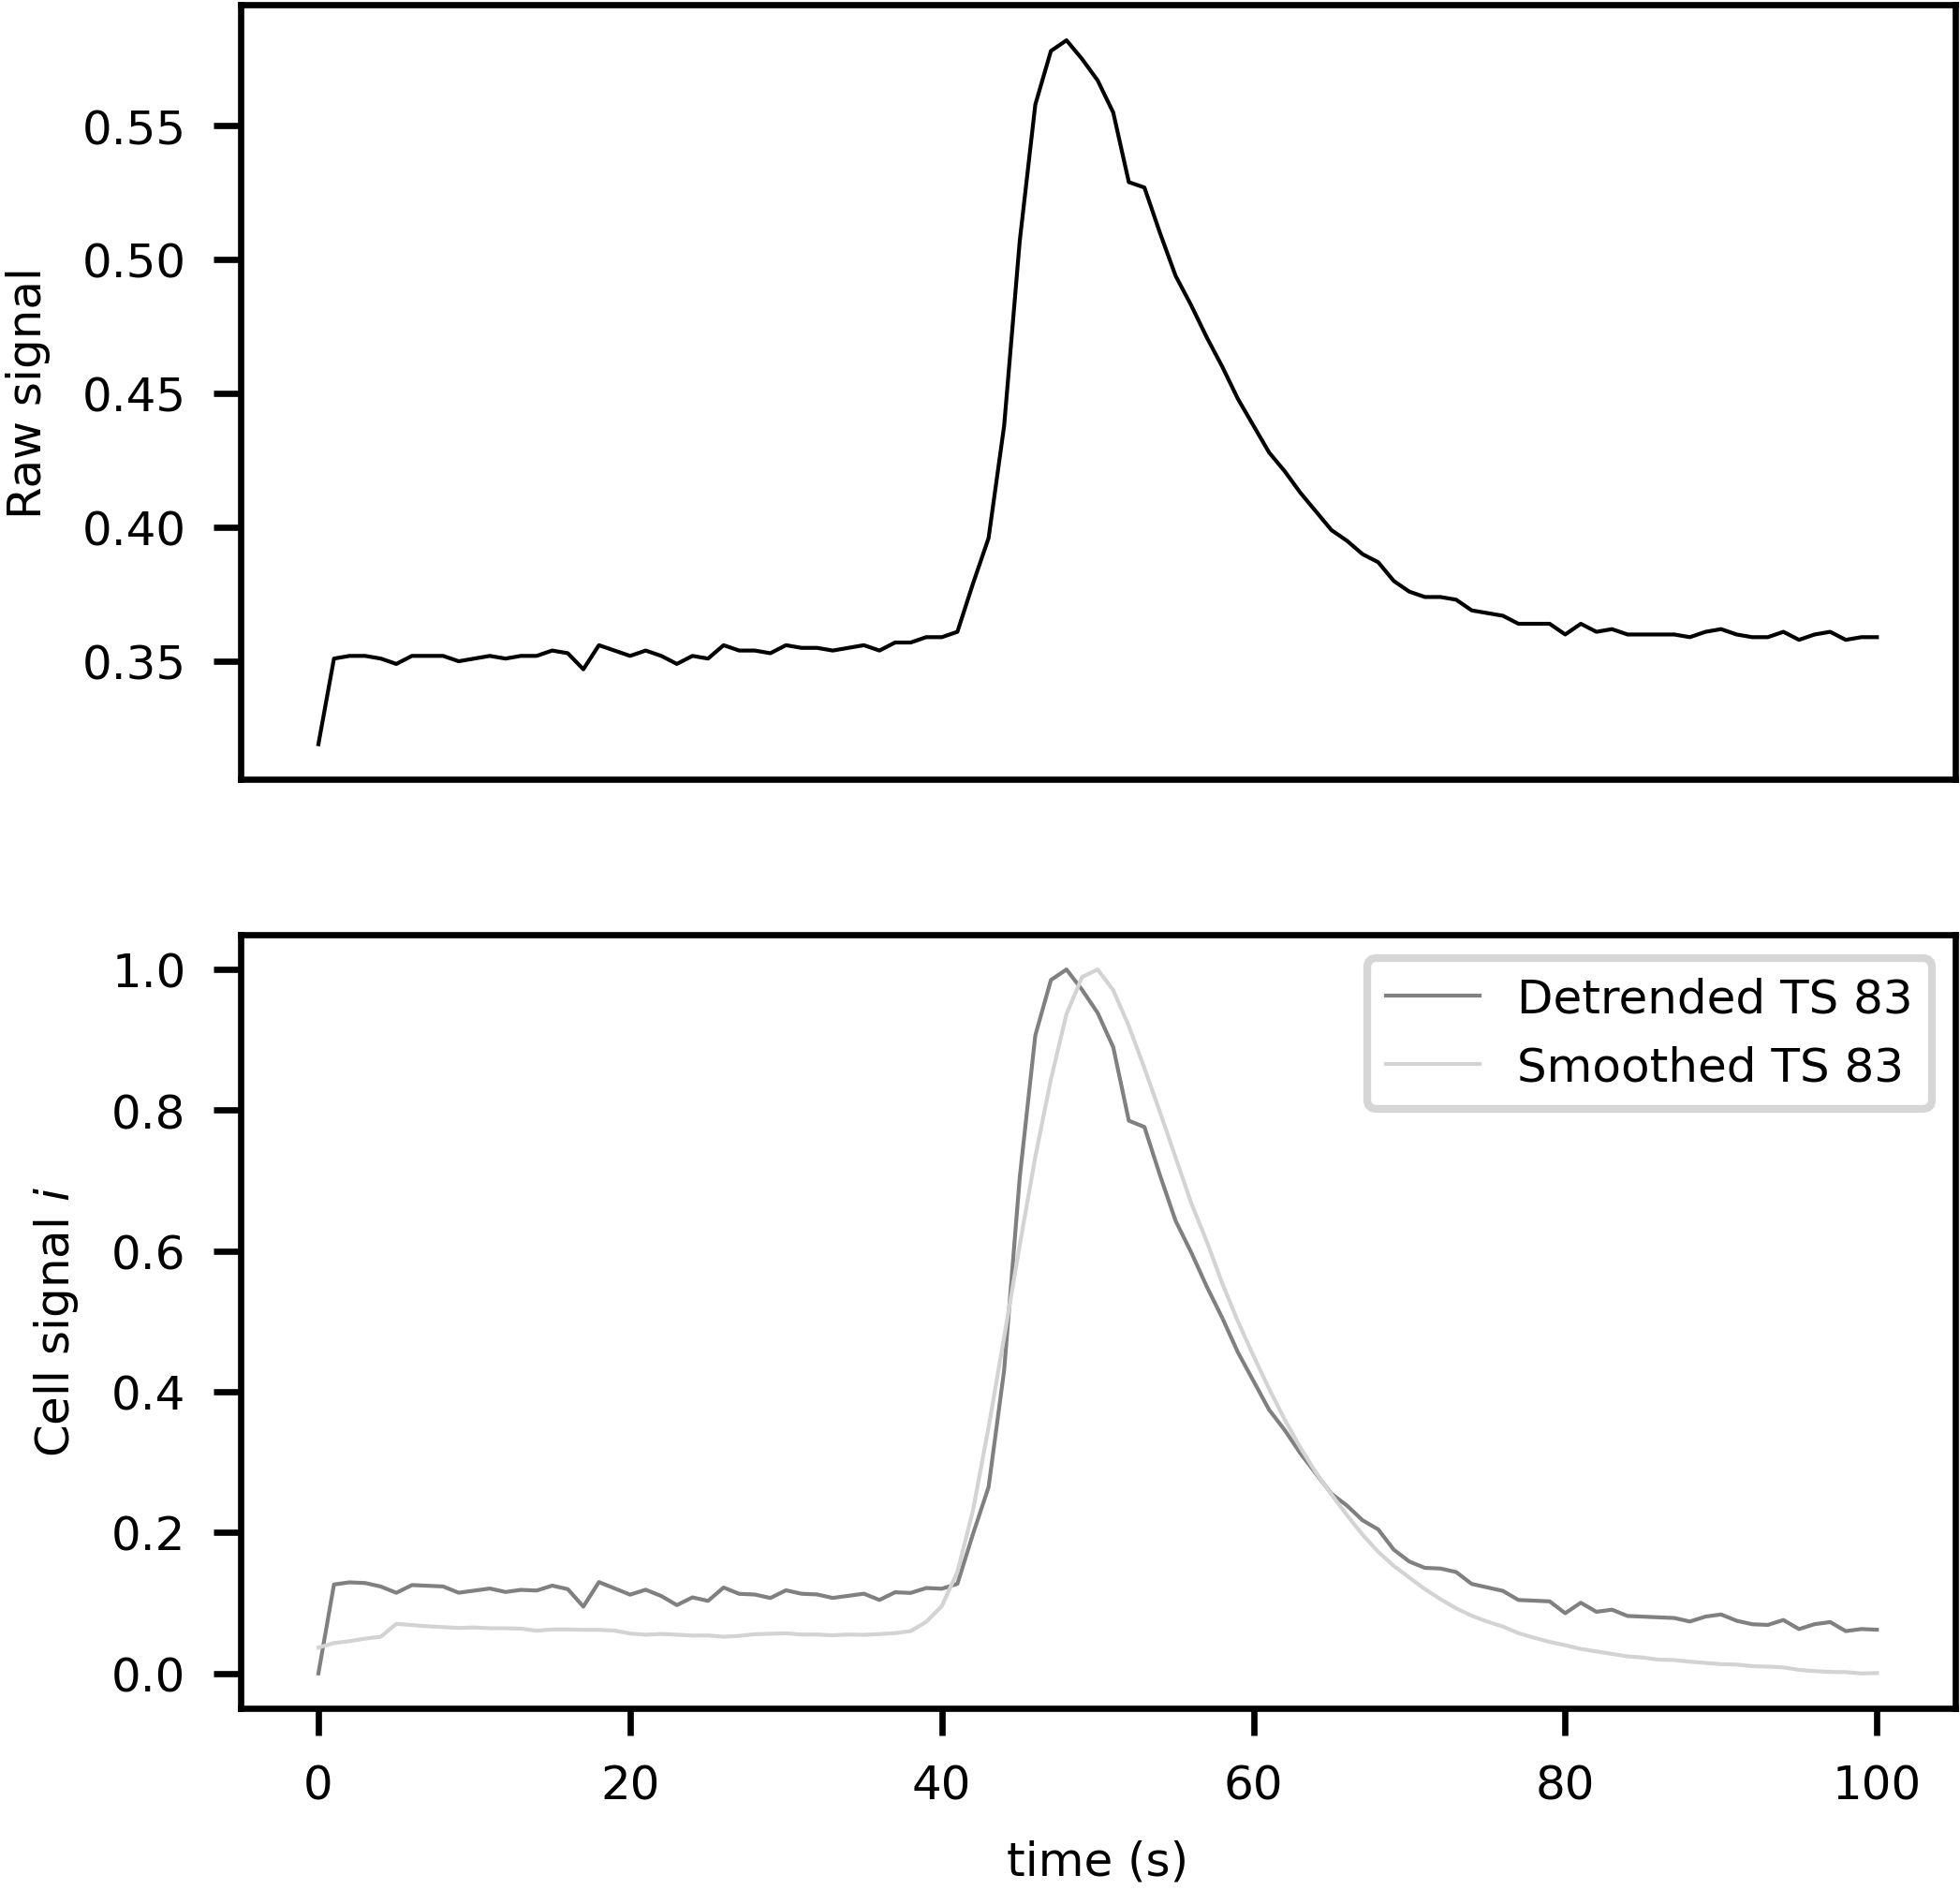 Raw signal
0.55
0.50
0.45
0.40
0.35
Cell signal i
1.0
0.8
0.6
0.4
0.2
0.0
Detrended TS 83
Smoothed TS 83
0 20 40 60 80 100
time (s)